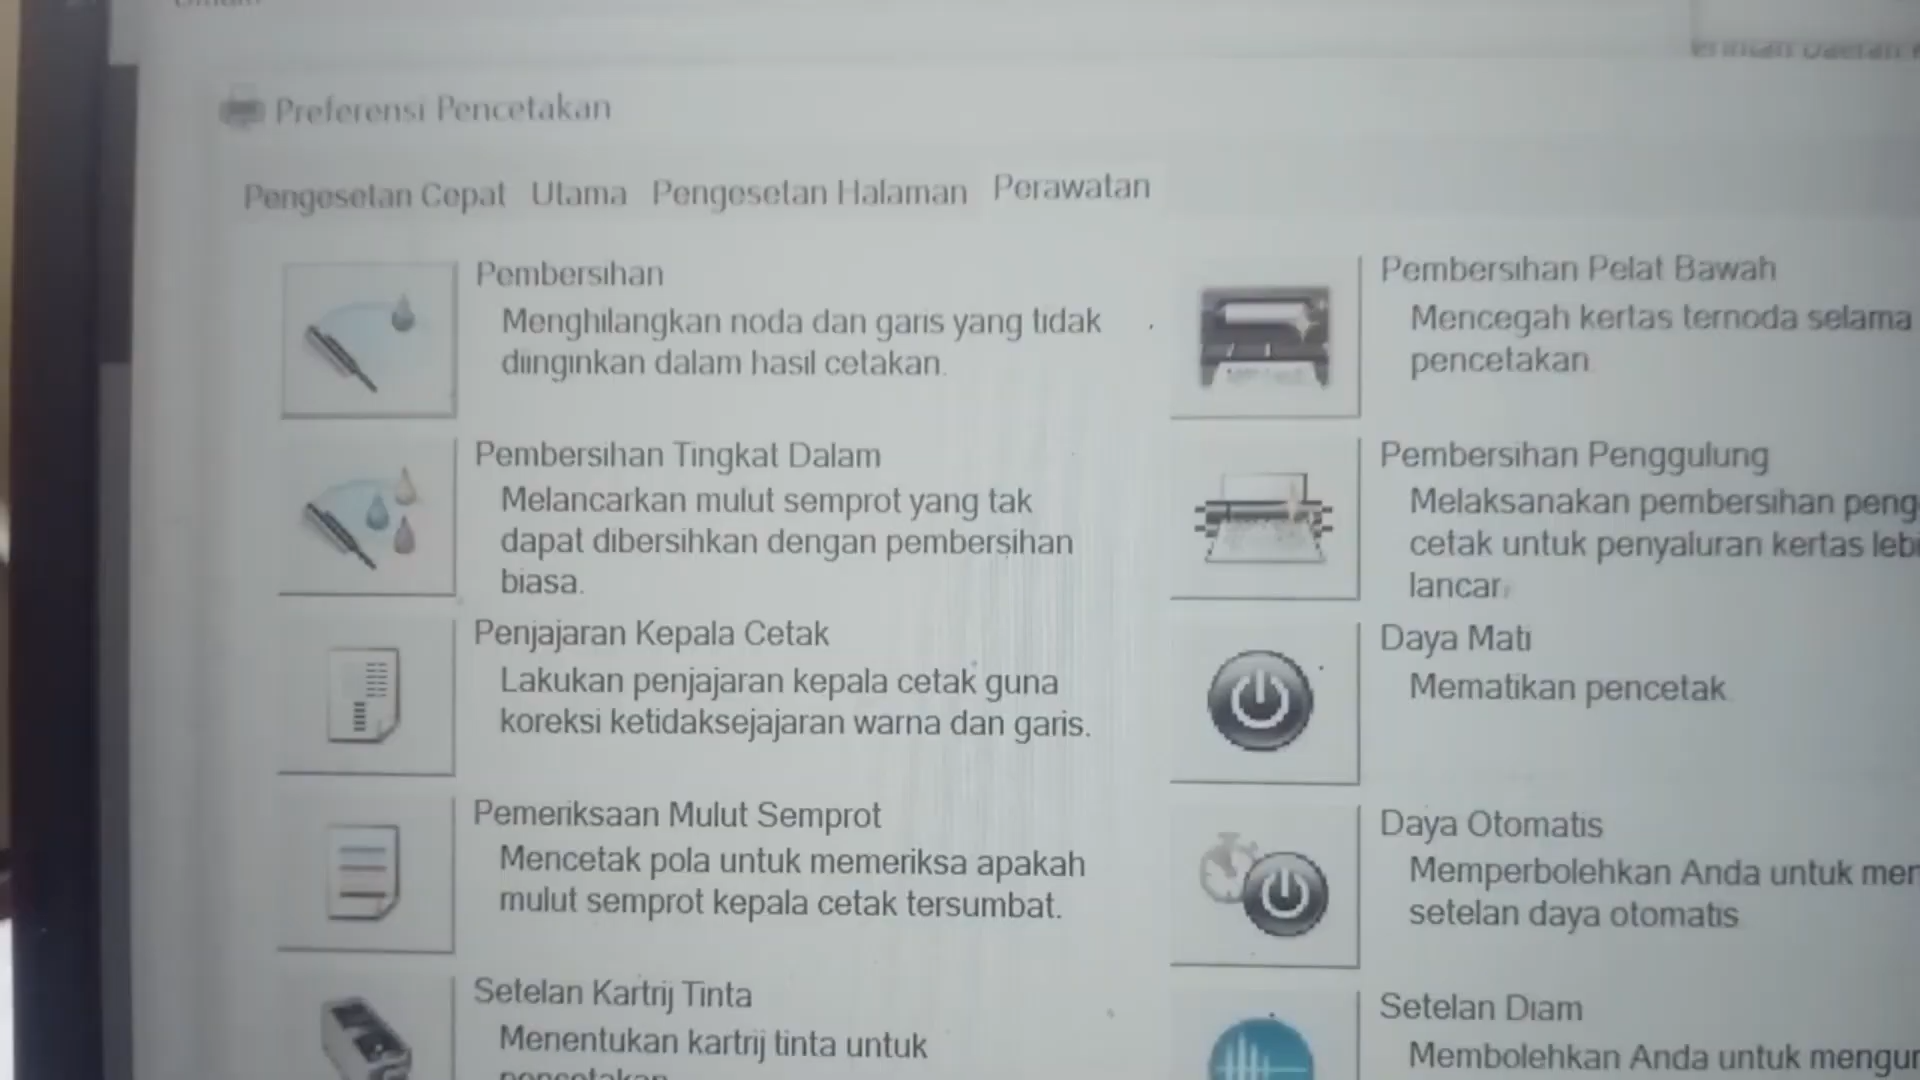 Preferensi Pencetakan
Pengesetan Cepat Utama Pengesetan Halaman Perawatan
Pembersihan
Menghilangkan noda dan garis yang tidak
diinginkan dalam hasil cetakan.
Pembersihan Tingkat Dalam
Melancarkan mulut semprot yang tak
dapat dibersihkan dengan pembersihan
biasa.
Penjajaran Kepala Cetak
Lakukan penjajaran kepala cetak guna
koreksi ketidaksejajaran warna dan garis.
Pemeriksaan Mulut Semprot
Mencetak pola untuk memeriksa apakah
mulut semprot kepala cetak tersumbat.
Setelan Kartrij Tinta
Menentukan kartrij tinta untuk
pencetakan
Pembersihan Pelat Bawah
Mencegah kertas ternoda selama
pencetakan
Pembersihan Penggulung
Melaksanakan pembersihan peng
cetak untuk penyaluran kertas lebi
lancar.
Daya Mati
Mematikan pencetak
Daya Otomatis
Memperbolehkan Anda untuk mer
setelan daya otomatis
Setelan Diam
Membolehkan Anda untuk mengur